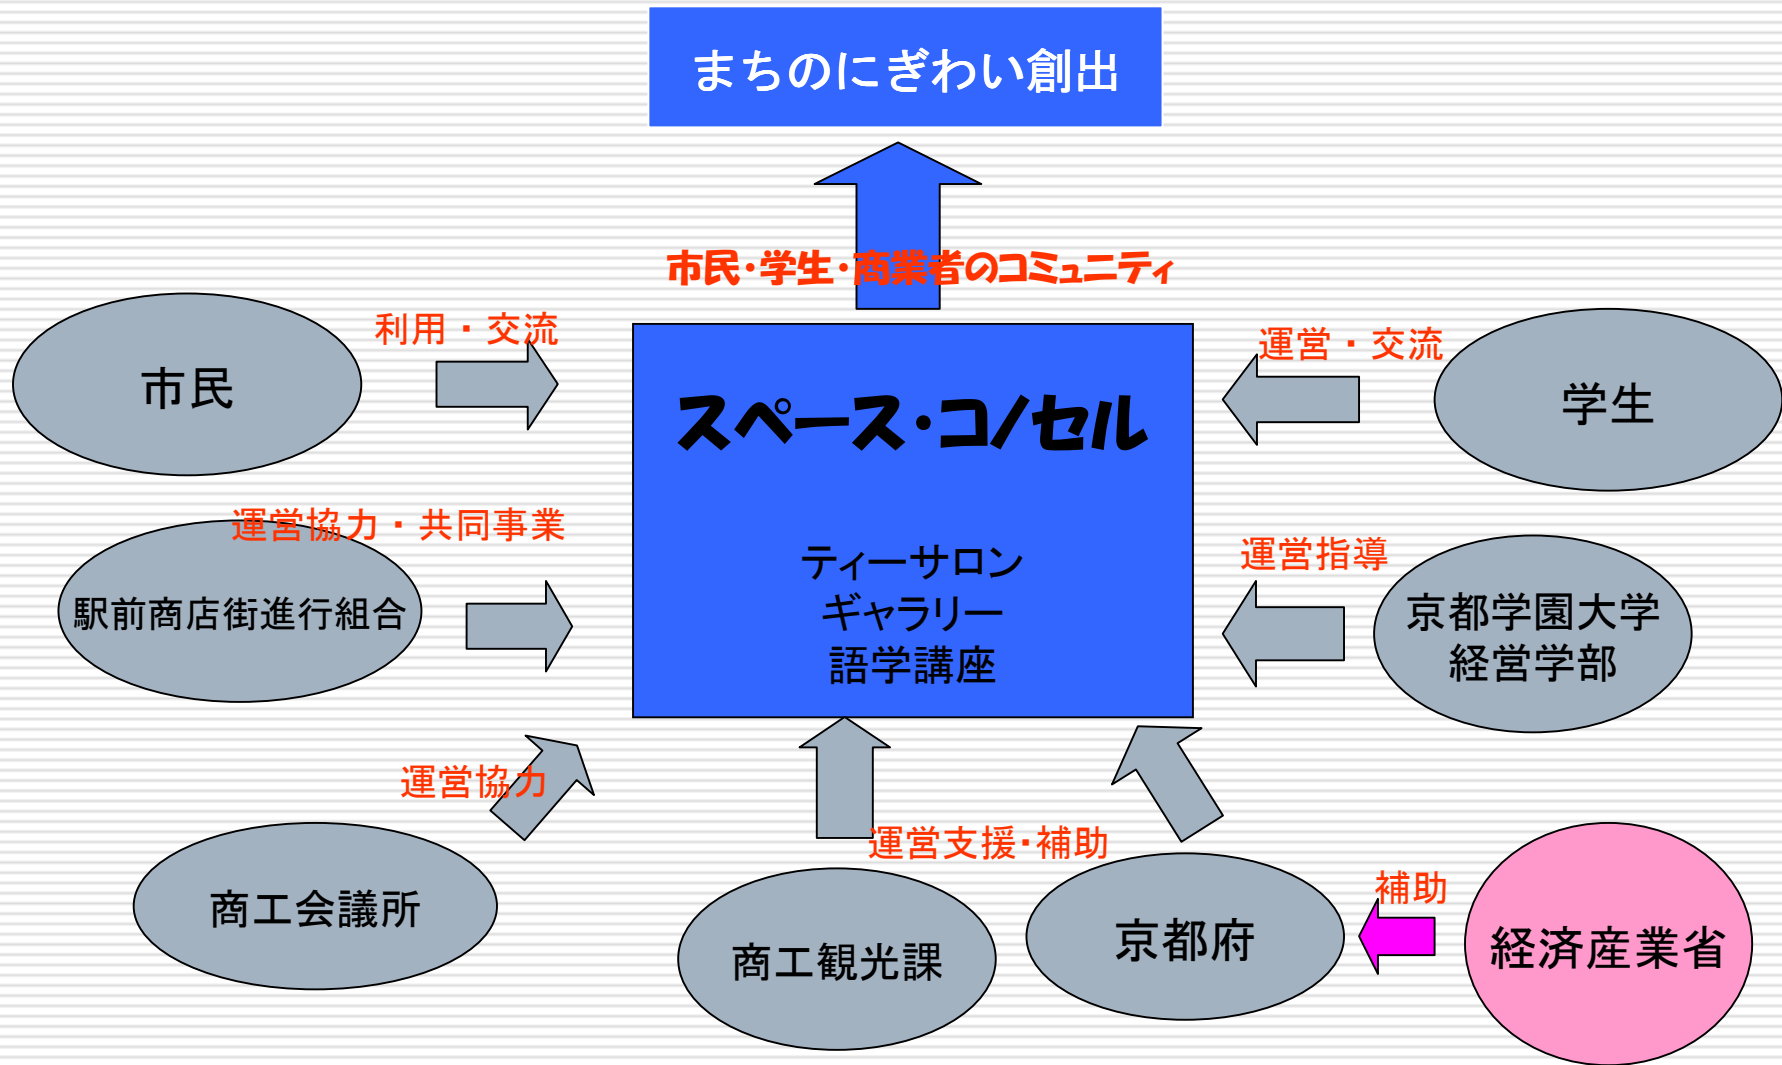 まちのにぎわい創出
市民・学生・商業者のコミュニティ
利用・交流
運営・交流
市民
スペース・コノセル
学生
運営協力・共同事業
駅前商店街進行組合
ティーサロン
ギャラリー
語学講座
運営指導
京都学園大学
経営学部
運営協力
運営支援・補助
商工会議所
商工観光課
京都府
補助
経済産業省